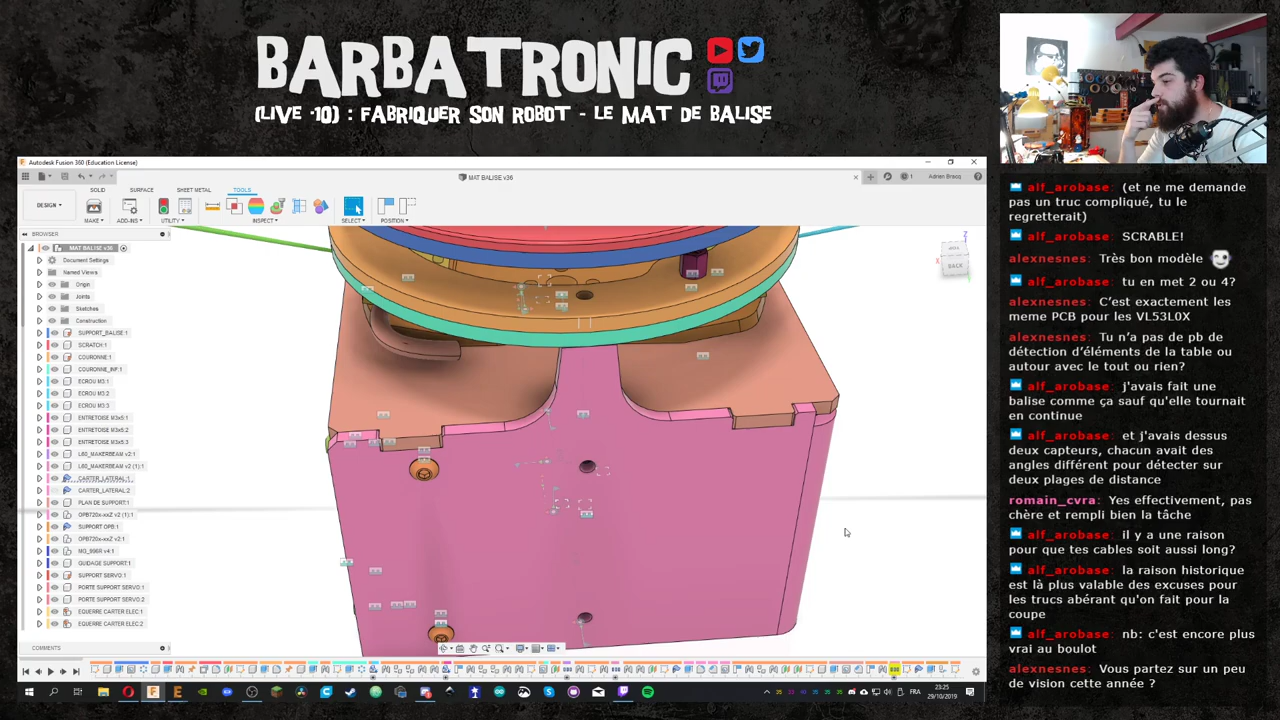 BARBATRONIC
(LIVE ·10) : FABRIQUER SON ROBOT - LE MAT DE BALISE
Autodesk Fusion 360 (Education License)
MAT BALISE v36
1
Adrien Bracq
SOLID
SURFACE
SHEET METAL
TOOLS
DESIGN
MAKE
ADD-INS
UTILITY
INSPECT
SELECT
POSITION
BROWSER
MAT BALISE v36
Document Settings
Named Views
Origin
Joints
Sketches
Construction
SUPPORT_BALISE:1
SCRATCH:1
COURONNE:1
COURONNE_INF:1
ECROU M3:1
ECROU M3:2
ECROU M3:3
ENTRETOISE M3x5:1
ENTRETOISE M3x5:2
ENTRETOISE M3x5:3
L60_MAKERBEAM v2:1
L60_MAKERBEAM v2 (1):1
CARTER_LATERAL:1
CARTER_LATERAL:2
PLAN DE SUPPORT:1
OPB720x-xxZ v2 (1):1
SUPPORT OPB:1
OPB720x-xxZ v2:1
MG_996R v4:1
GUIDAGE SUPPORT:1
SUPPORT SERVO:1
PORTE SUPPORT SERVO:1
PORTE SUPPORT SERVO:2
EQUERRE CARTER ELEC:1
EQUERRE CARTER ELEC:2
COMMENTS
Z
X
BACK
FRA
23:25
29/10/2019
alf_arobase: (et ne me demande
pas un truc compliqué, tu le
regretterait)
alf_arobase: SCRABLE!
alexnesnes: Très bon modèle
alf_arobase: tu en met 2 ou 4?
alexnesnes: C’est exactement les
meme PCB pour les VL53L0X
alexnesnes: Tu n’a pas de pb de
détection d’éléments de la table ou
autour avec le tout ou rien?
alf_arobase: j'avais fait une
balise comme ça sauf qu'elle tournait
en continue
alf_arobase: et j'avais dessus
deux capteurs, chacun avait des
angles différent pour détecter sur
deux plages de distance
romain_cvra: Yes effectivement, pas
chère et rempli bien la tâche
alf_arobase: il y a une raison
pour que tes cables soit aussi long?
alf_arobase: la raison historique
est là plus valable des excuses pour
les trucs abérant qu'on fait pour la
coupe
alf_arobase: nb: c'est encore plus
vrai au boulot
alexnesnes: Vous partez sur un peu
de vision cette année ?